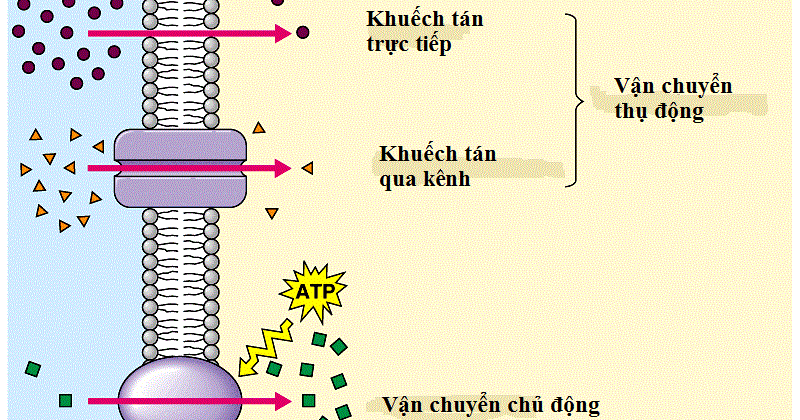 Khuếch tán
trực tiếp
Vận chuyển
thụ động
Khuếch tán
qua kênh
ATP
Vận chuyển chủ động